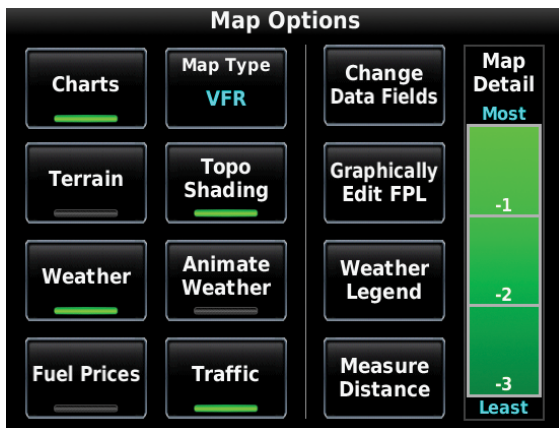 Map Options
Charts
Map Type
VFR
Change
Data Fields
Map
Detail
Most
Terrain
Topo
Shading
Graphically
Edit FPL
-1
Weather
Animate
Weather
Weather
Legend
-2
Fuel Prices
Traffic
Measure
Distance
-3
Least